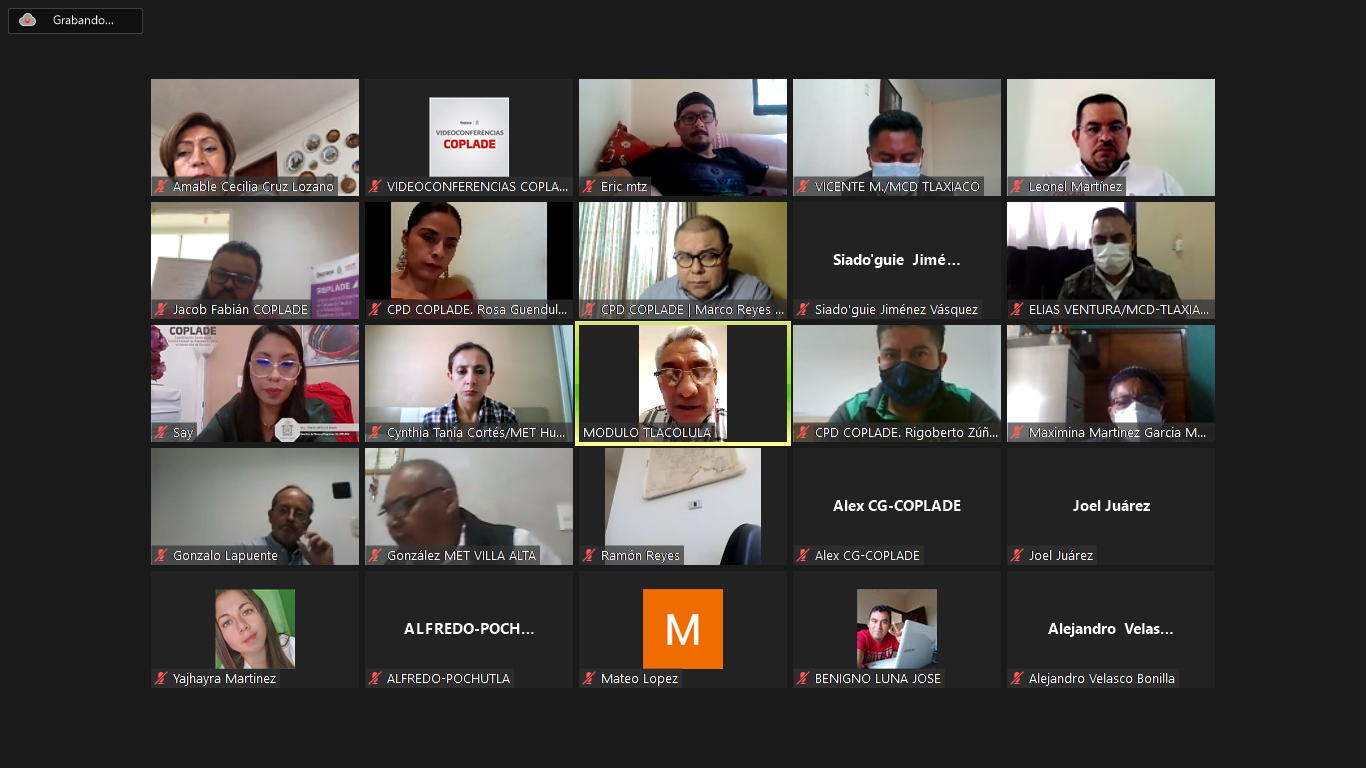 Grabando...
VIDEOCONFERENCIAS
COPLADE
Amable Cecilia Cruz Lozano
VIDEOCONFERENCIAS COPLA...
Eric mtz
VICENTE M./MCD TLAXIACO
Leonel Martínez
Siado'guie Jimé...
Jacob Fabián COPLADE
CPD COPLADE. Rosa Guendul...
CPD COPLADE | Marco Reyes ...
Siado'guie Jiménez Vásquez
ELIAS VENTURA/MCD-TLAXIA...
COPLADE
Say
Cynthia Tanía Cortés/MET Hu...
MODULO TLACOLULA
CPD COPLADE. Rigoberto Zúñ...
Maximina Martinez Garcia M...
Alex CG-COPLADE
Joel Juárez
Gonzalo Lapuente
González MET VILLA ALTA
Ramón Reyes
Alex CG-COPLADE
Joel Juárez
ALFREDO-POCH...
M
Alejandro Velas...
Yajhayra Martinez
ALFREDO-POCHUTLA
Mateo Lopez
BENIGNO LUNA JOSE
Alejandro Velasco Bonilla